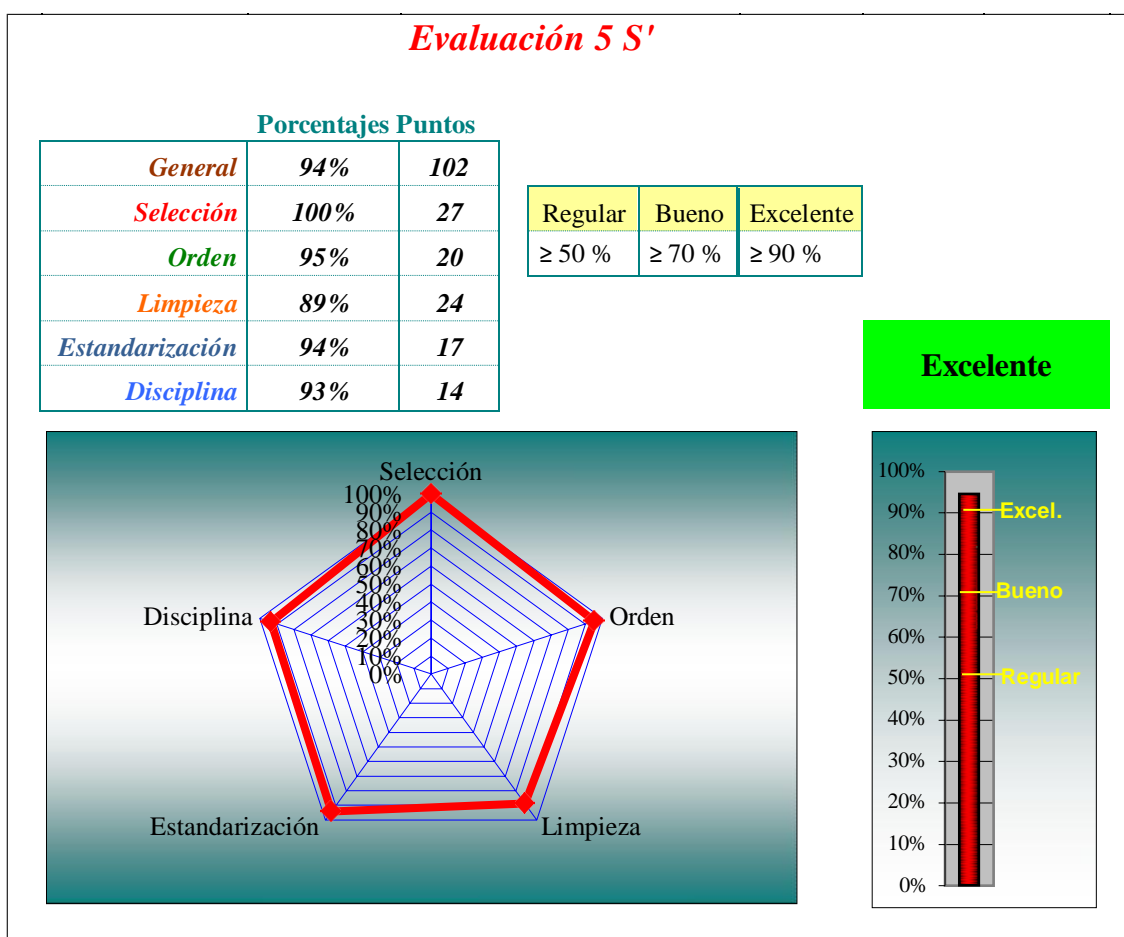 Evaluación 5 S'
Porcentajes Puntos
General 94% 102
Selección 100% 27
Orden 95% 20
Limpieza 89% 24
Estandarización 94% 17
Disciplina 93% 14
Regular Bueno Excelente
≥ 50 % ≥ 70 % ≥ 90 %
Excelente
Selección
100%
90%
80%
70%
60%
50%
40%
30%
20%
10%
0%
Disciplina
Orden
Estandarización
Limpieza
100%
90%
80%
70%
60%
50%
40%
30%
20%
10%
0%
Excel.
Bueno
Regular